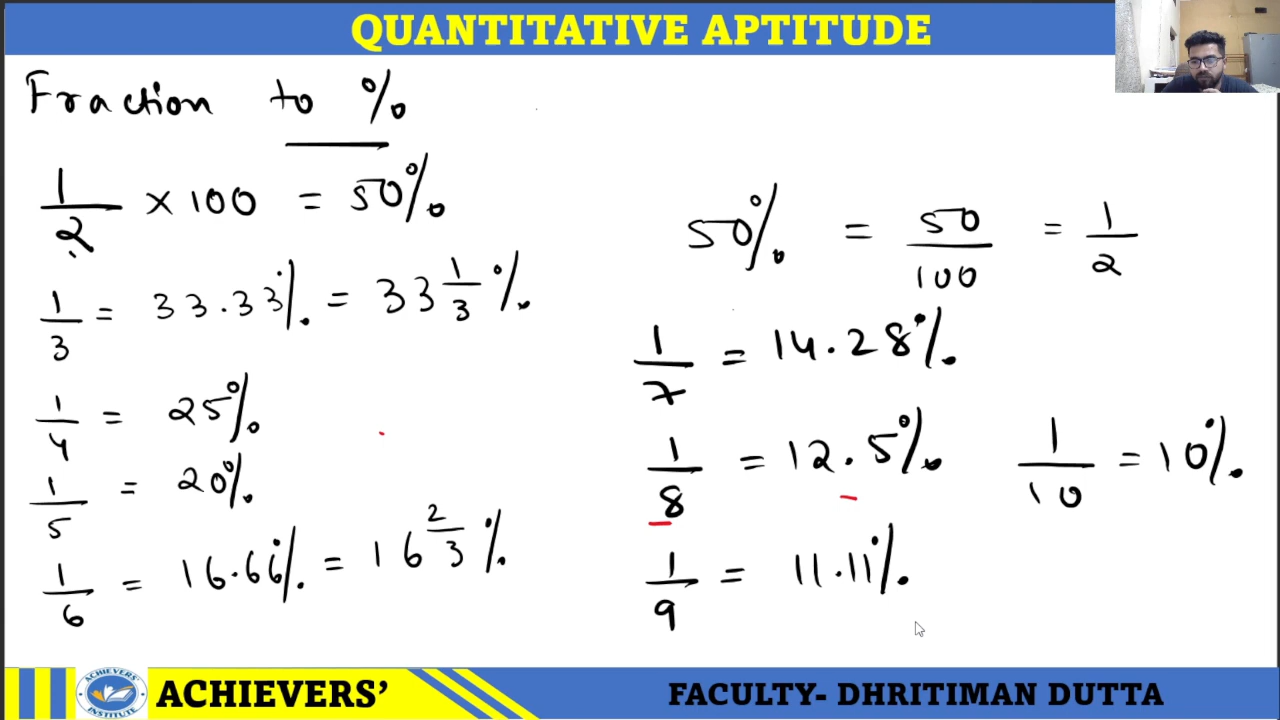 QUANTITATIVE APTITUDE
Fraction to %
1/2 × 100 = 50%
1/3 = 33.33% = 33 1/3 %
1/4 = 25%
1/5 = 20%
1/6 = 16.66% = 16 2/3 %
50% = 50/100 = 1/2
1/7 = 14.28%
1/8 = 12.5%
1/10 = 10%
1/9 = 11.11%
ACHIEVERS'
INSTITUTE
ACHIEVERS’
FACULTY- DHRITIMAN DUTTA